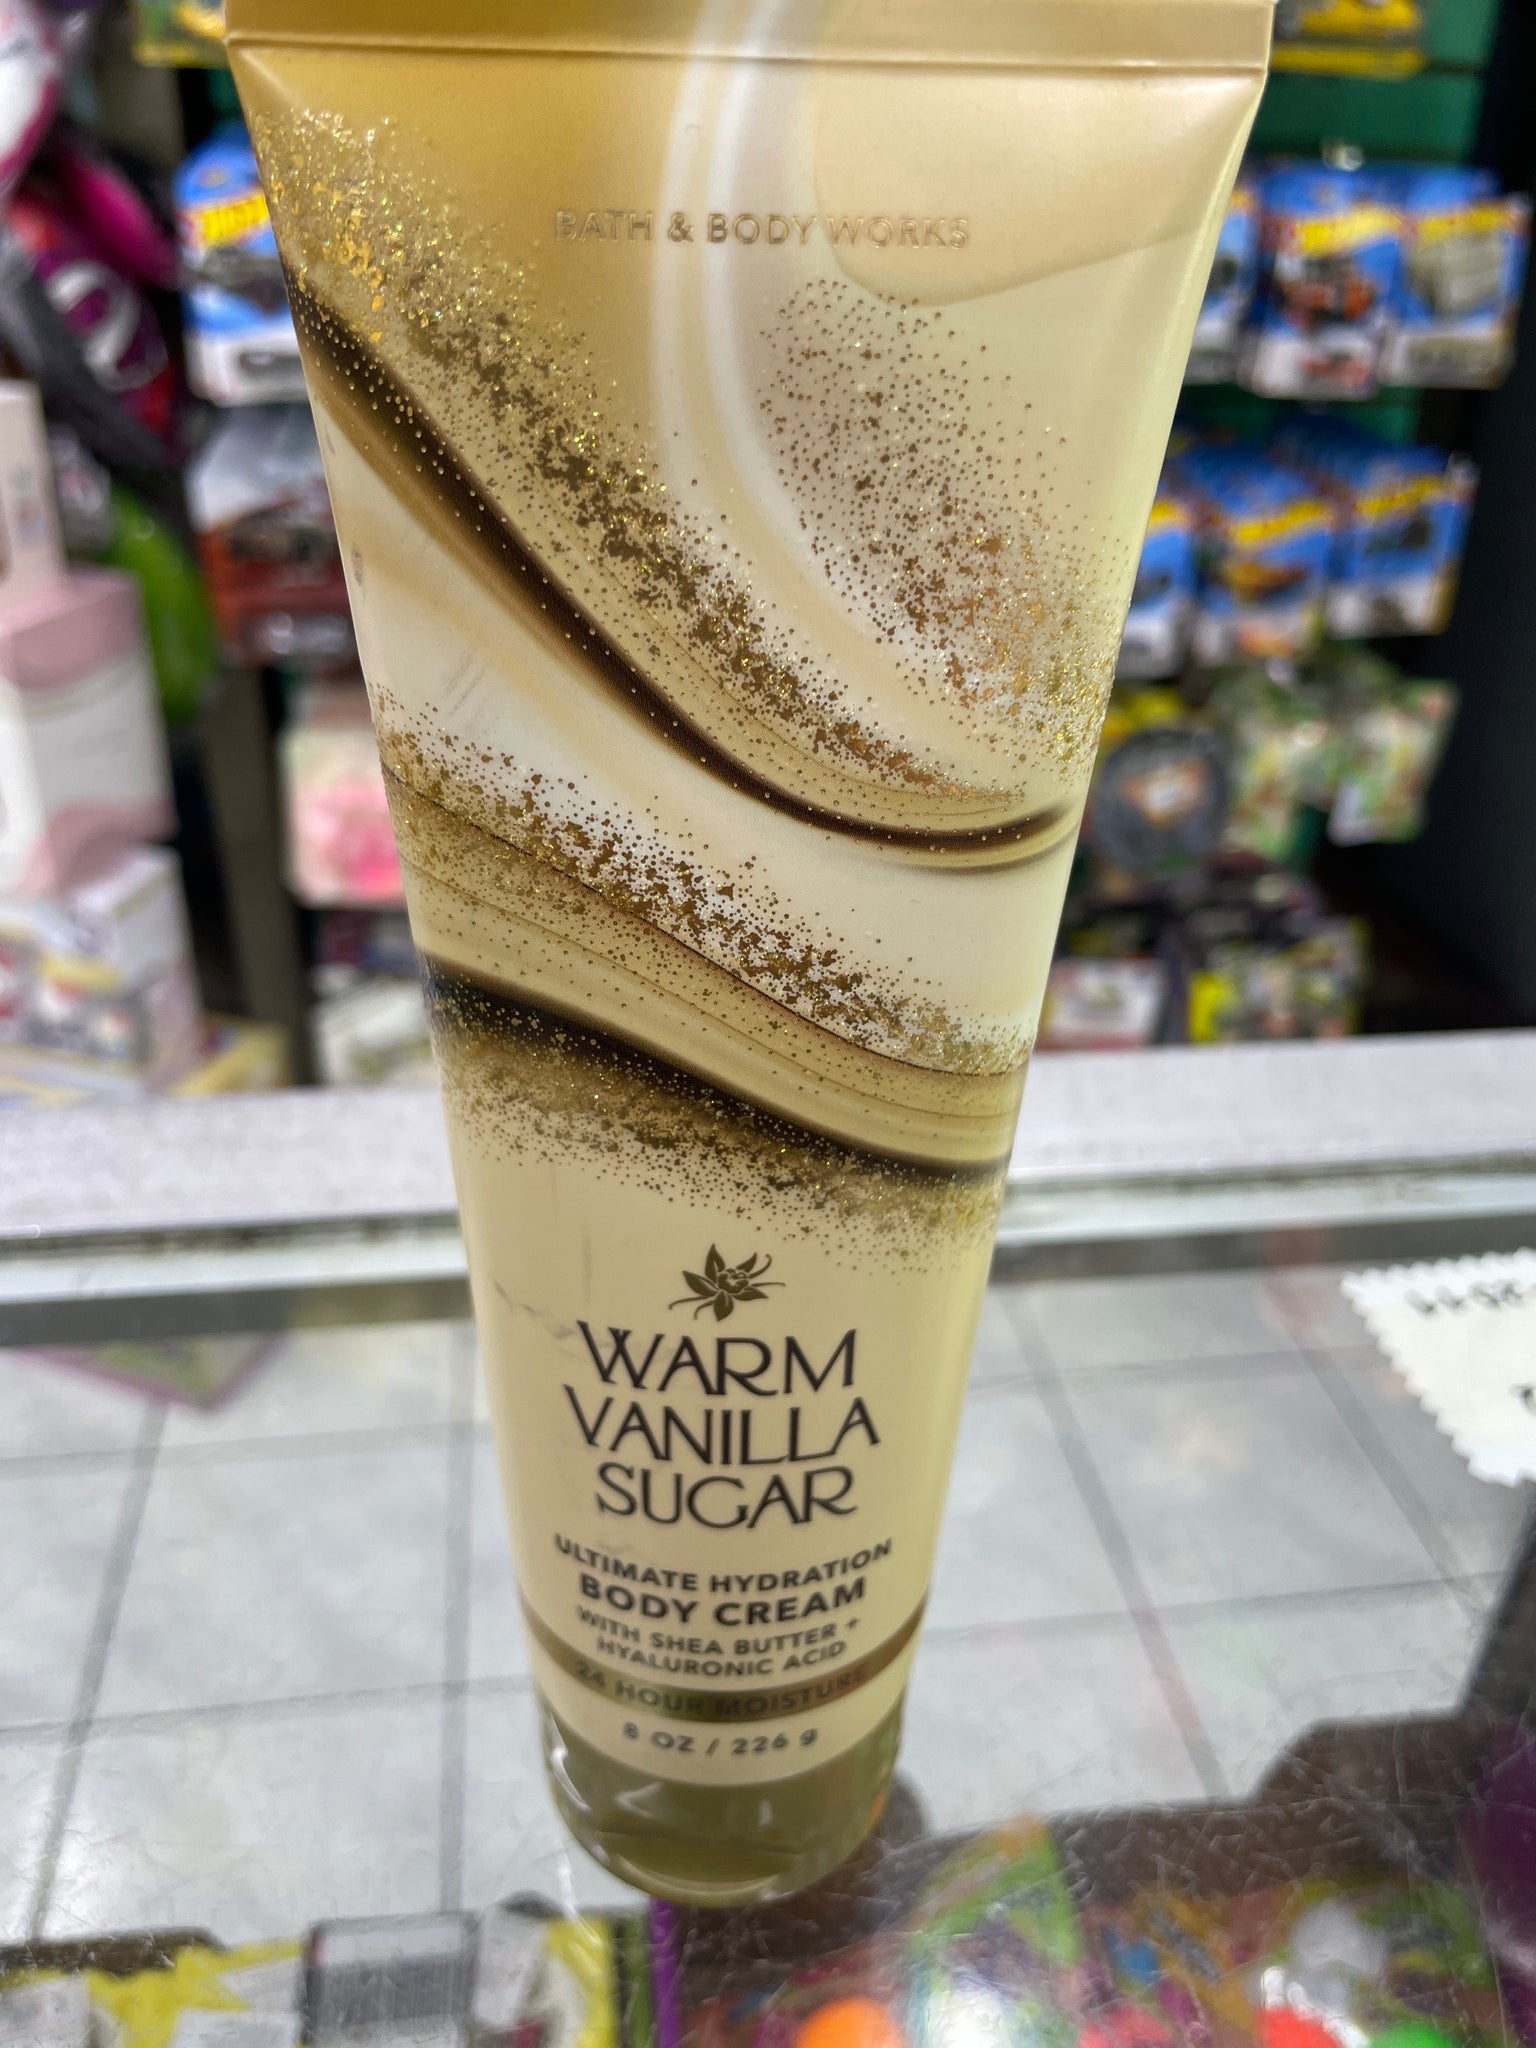 BATH & BODY WORKS
WARM
VANILLA
SUGAR
ULTIMATE HYDRATION
BODY CREAM
WITH SHEA BUTTER +
HYALURONIC ACID
24 HOUR MOISTURE
8 OZ / 226 g